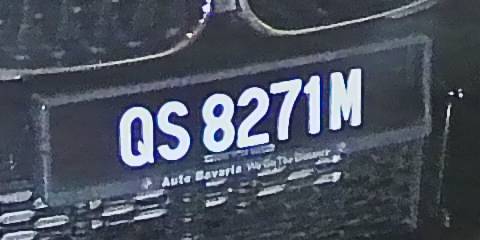 QS 8271M
Auto Bavaria We Go The Distance